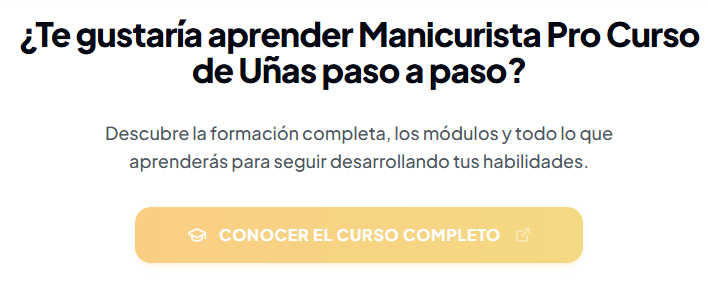 ¿Te gustaría aprender Manicurista Pro Curso
de Uñas paso a paso?
Descubre la formación completa, los módulos y todo lo que
aprenderás para seguir desarrollando tus habilidades.
CONOCER EL CURSO COMPLETO